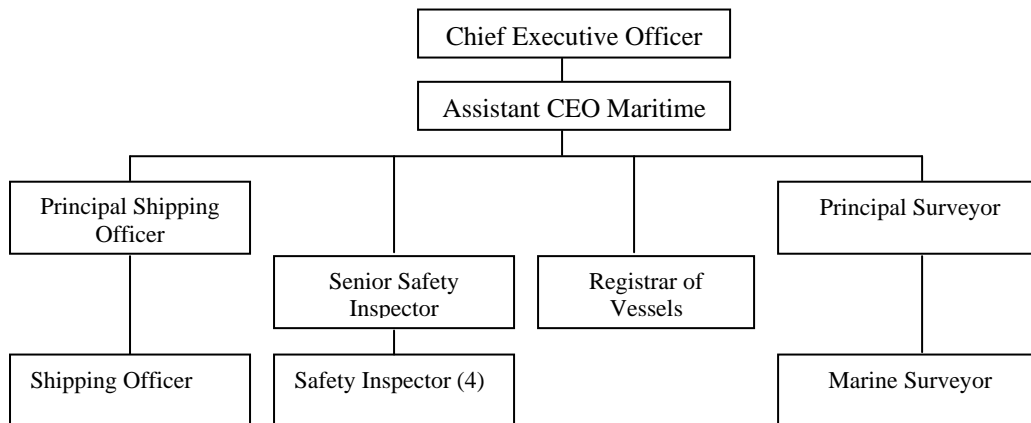 Chief Executive Officer
Assistant CEO Maritime
Principal Shipping
Officer
Principal Surveyor
Senior Safety
Inspector
Registrar of
Vessels
Shipping Officer
Safety Inspector (4)
Marine Surveyor